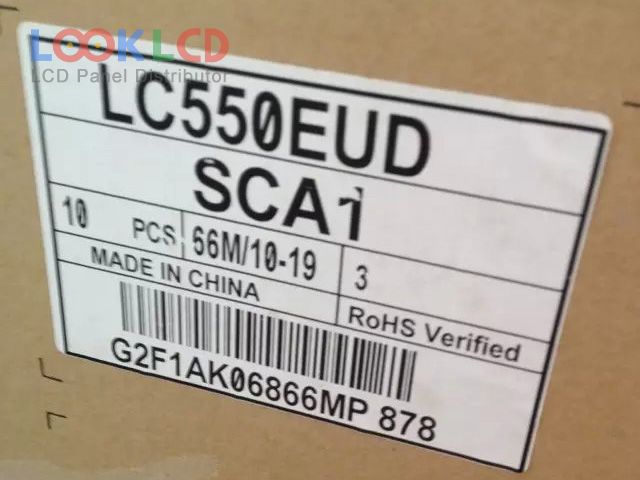 LOOKLCD
LCD Panel Distributor
LC550EUD
SCA1
10 PCS 66M/10-19 3
MADE IN CHINA RoHS Verified
G2F1AK06866MP 878